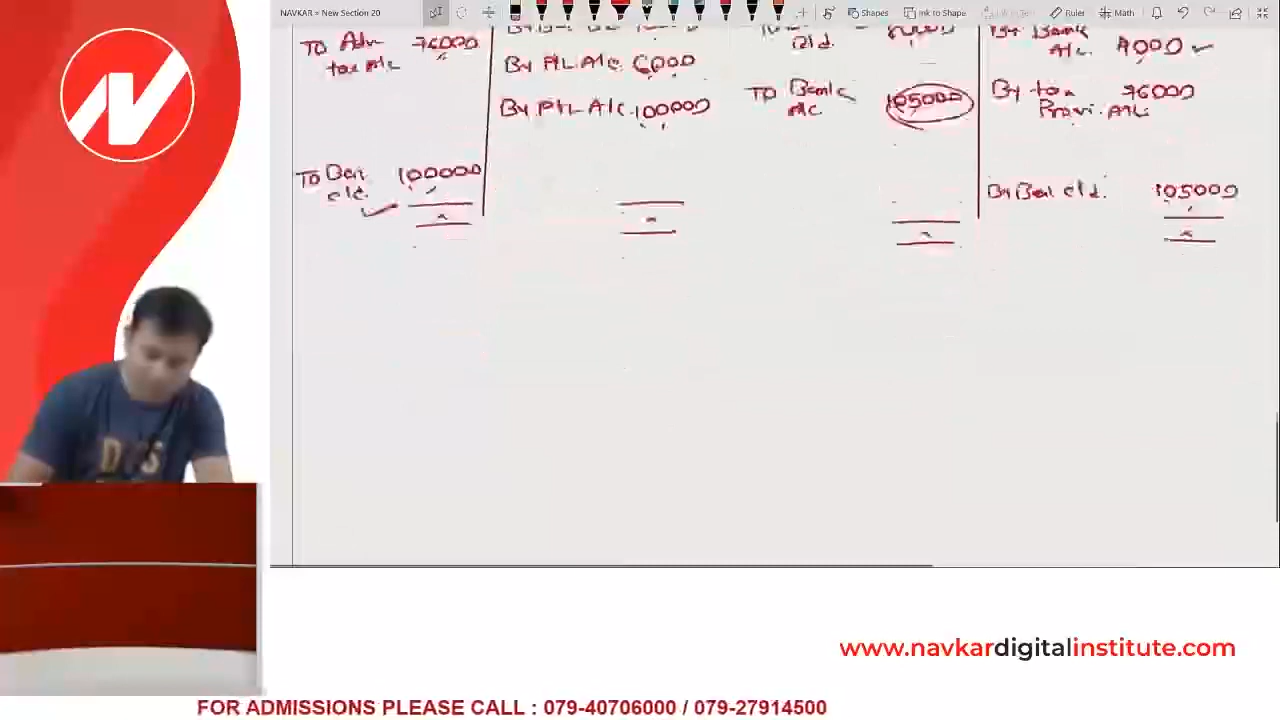 NAVKAR » New Section 20
Shapes
Ink to Shape
Ruler
Math
To Adv 76000
tax A/c
By P&L A/c. 6000
By P&L A/c. 100000
To Bal 100000
c/d.
c/d.
To Bank 105000
A/c.
By Bank
A/c. 9000
By tax 76000
Provi. A/c.
By Bal c/d. 105000
www.navkardigitalinstitute.com
FOR ADMISSIONS PLEASE CALL : 079-40706000 / 079-27914500